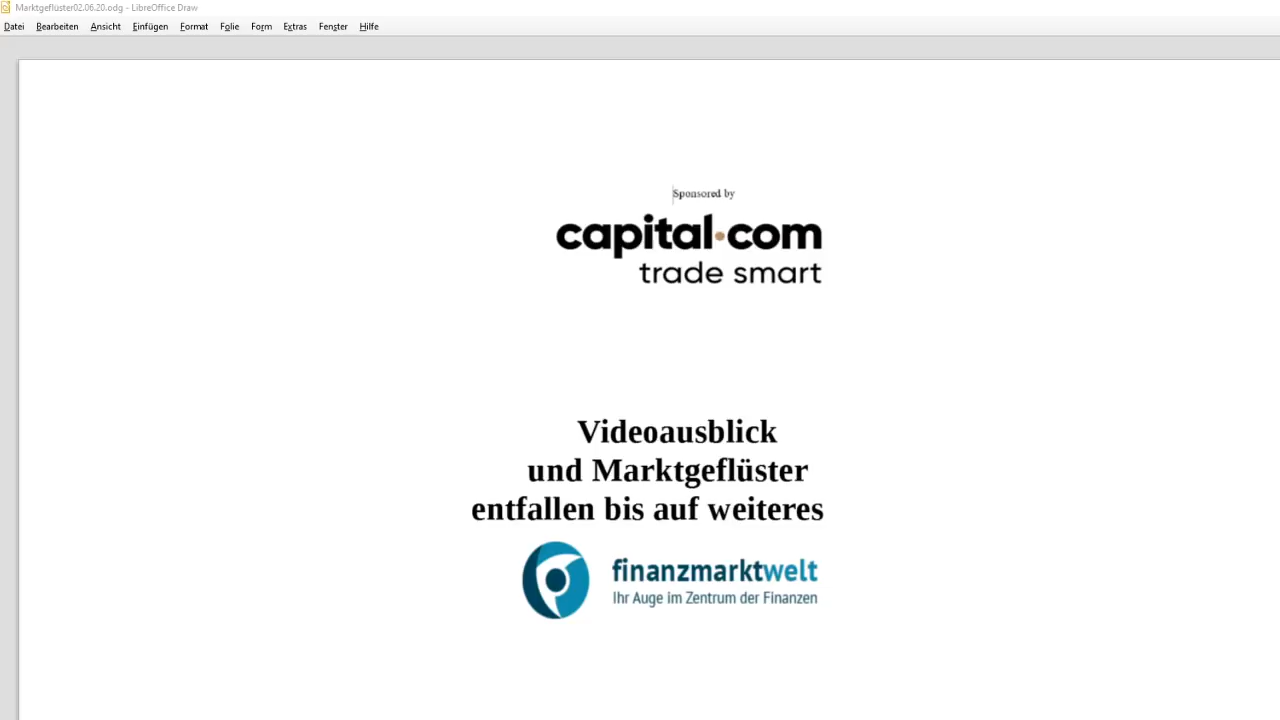 Marktgeflüster02.06.20.odg - LibreOffice Draw
Datei Bearbeiten Ansicht Einfügen Format Folie Form Extras Fenster Hilfe
Sponsored by
capital•com
trade smart
Videoausblick
und Marktgeflüster
entfallen bis auf weiteres
finanzmarktwelt
Ihr Auge im Zentrum der Finanzen